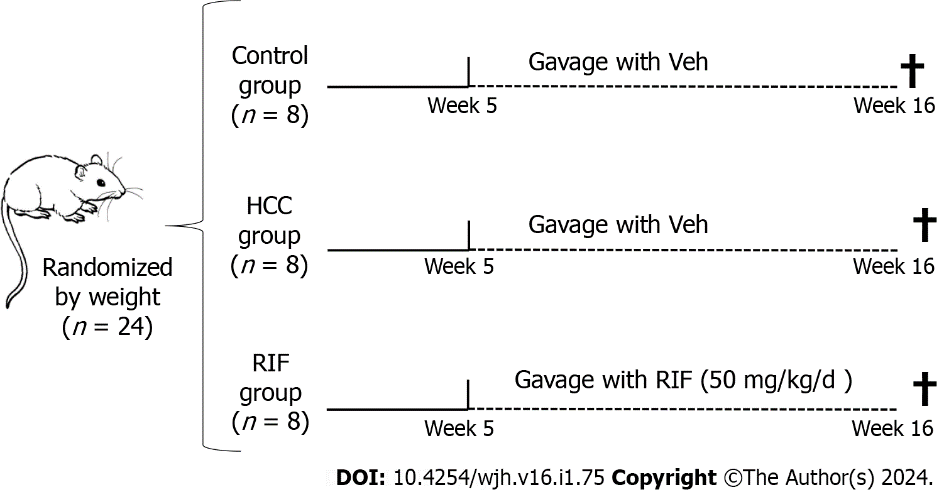 Randomized
by weight
(n = 24)
Control
group
(n = 8)
Gavage with Veh
Week 5
Week 16
HCC
group
(n = 8)
Gavage with Veh
Week 5
Week 16
RIF
group
(n = 8)
Gavage with RIF (50 mg/kg/d )
Week 5
Week 16
DOI: 10.4254/wjh.v16.i1.75 Copyright ©The Author(s) 2024.